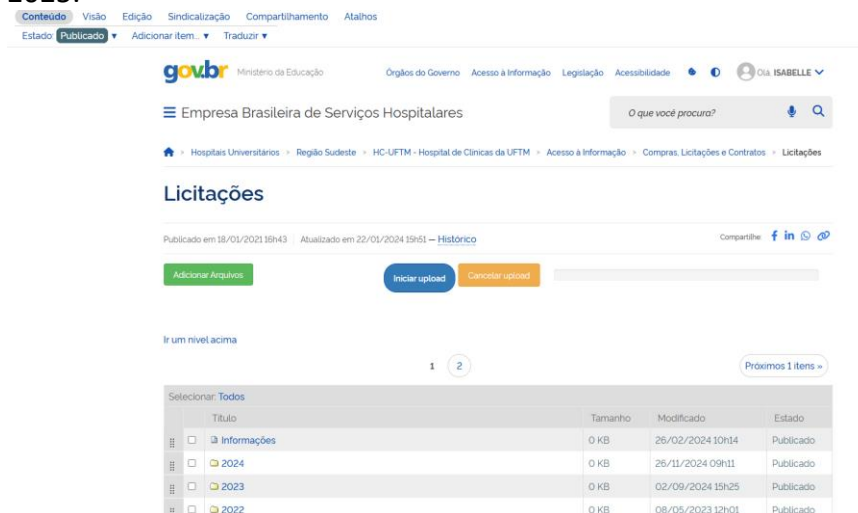 2025.
Conteúdo Visão Edição Sindicalização Compartilhamento Atalhos
Estado: Publicado ▾ Adicionar item… ▾ Traduzir ▾
gov.br Ministério da Educação Órgãos do Governo Acesso à Informação Legislação Acessibilidade Olá, ISABELLE
Empresa Brasileira de Serviços Hospitalares O que você procura?
Hospitais Universitários > Região Sudeste > HC-UFTM - Hospital de Clínicas da UFTM > Acesso à Informação > Compras, Licitações e Contratos > Licitações
Licitações
Publicado em 18/01/2021 16h43 Atualizado em 22/01/2024 15h51 — Histórico Compartilhe
Adicionar Arquivos Iniciar upload Cancelar upload
Ir um nível acima
1 2 Próximos 1 itens »
Selecionar: Todos
Título Tamanho Modificado Estado
Informações 0 KB 26/02/2024 10h14 Publicado
2024 0 KB 26/11/2024 09h11 Publicado
2023 0 KB 02/09/2024 15h25 Publicado
2022 0 KB 08/05/2023 12h01 Publicado